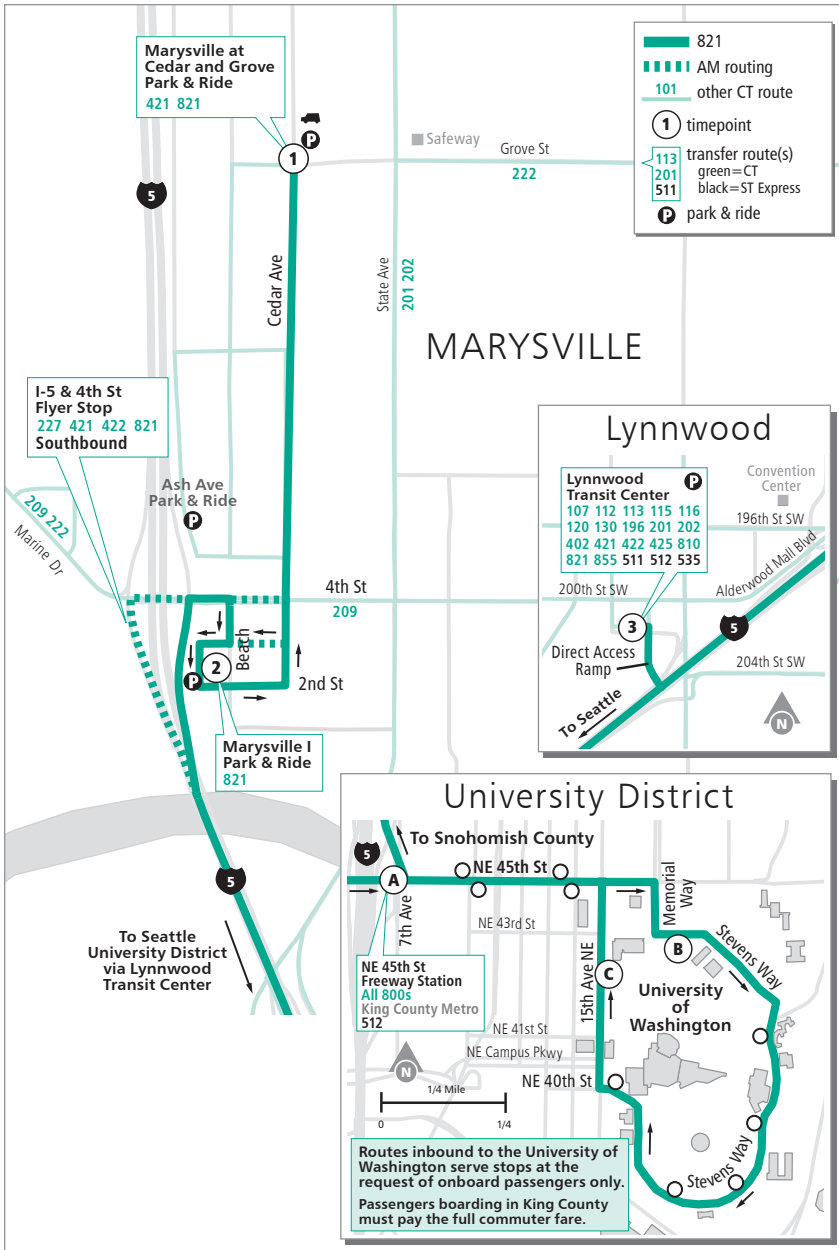 Marysville at
Cedar and Grove
Park & Ride
421 821
P
1
Safeway
Grove St
222
5
Cedar Ave
State Ave
201 202
MARYSVILLE
821
AM routing
101
other CT route
1
timepoint
113
201
511
transfer route(s)
green=CT
black=ST Express
P
park & ride
I-5 & 4th St
Flyer Stop
227 421 422 821
Southbound
Ash Ave
Park & Ride
P
209 222
Marine Dr
4th St
209
Beach
2
P
2nd St
Marysville I
Park & Ride
821
5
To Seattle
University District
via Lynnwood
Transit Center
Lynnwood
Lynnwood
Transit Center
P
107 112 113 115 116
120 130 196 201 202
402 421 422 425 810
821 855 511 512 535
Convention
Center
196th St SW
Alderwood Mall Blvd
200th St SW
3
5
Direct Access
Ramp
204th St SW
To Seattle
N
University District
5
To Snohomish County
NE 45th St
A
7th Ave
Memorial
Way
NE 43rd St
B
Stevens Way
NE 45th St
Freeway Station
All 800s
King County Metro
512
15th Ave NE
C
University
of
Washington
NE 41st St
NE Campus Pkwy
N
NE 40th St
1/4 Mile
0
1/4
Stevens Way
Routes inbound to the University of
Washington serve stops at the
request of onboard passengers only.
Passengers boarding in King County
must pay the full commuter fare.